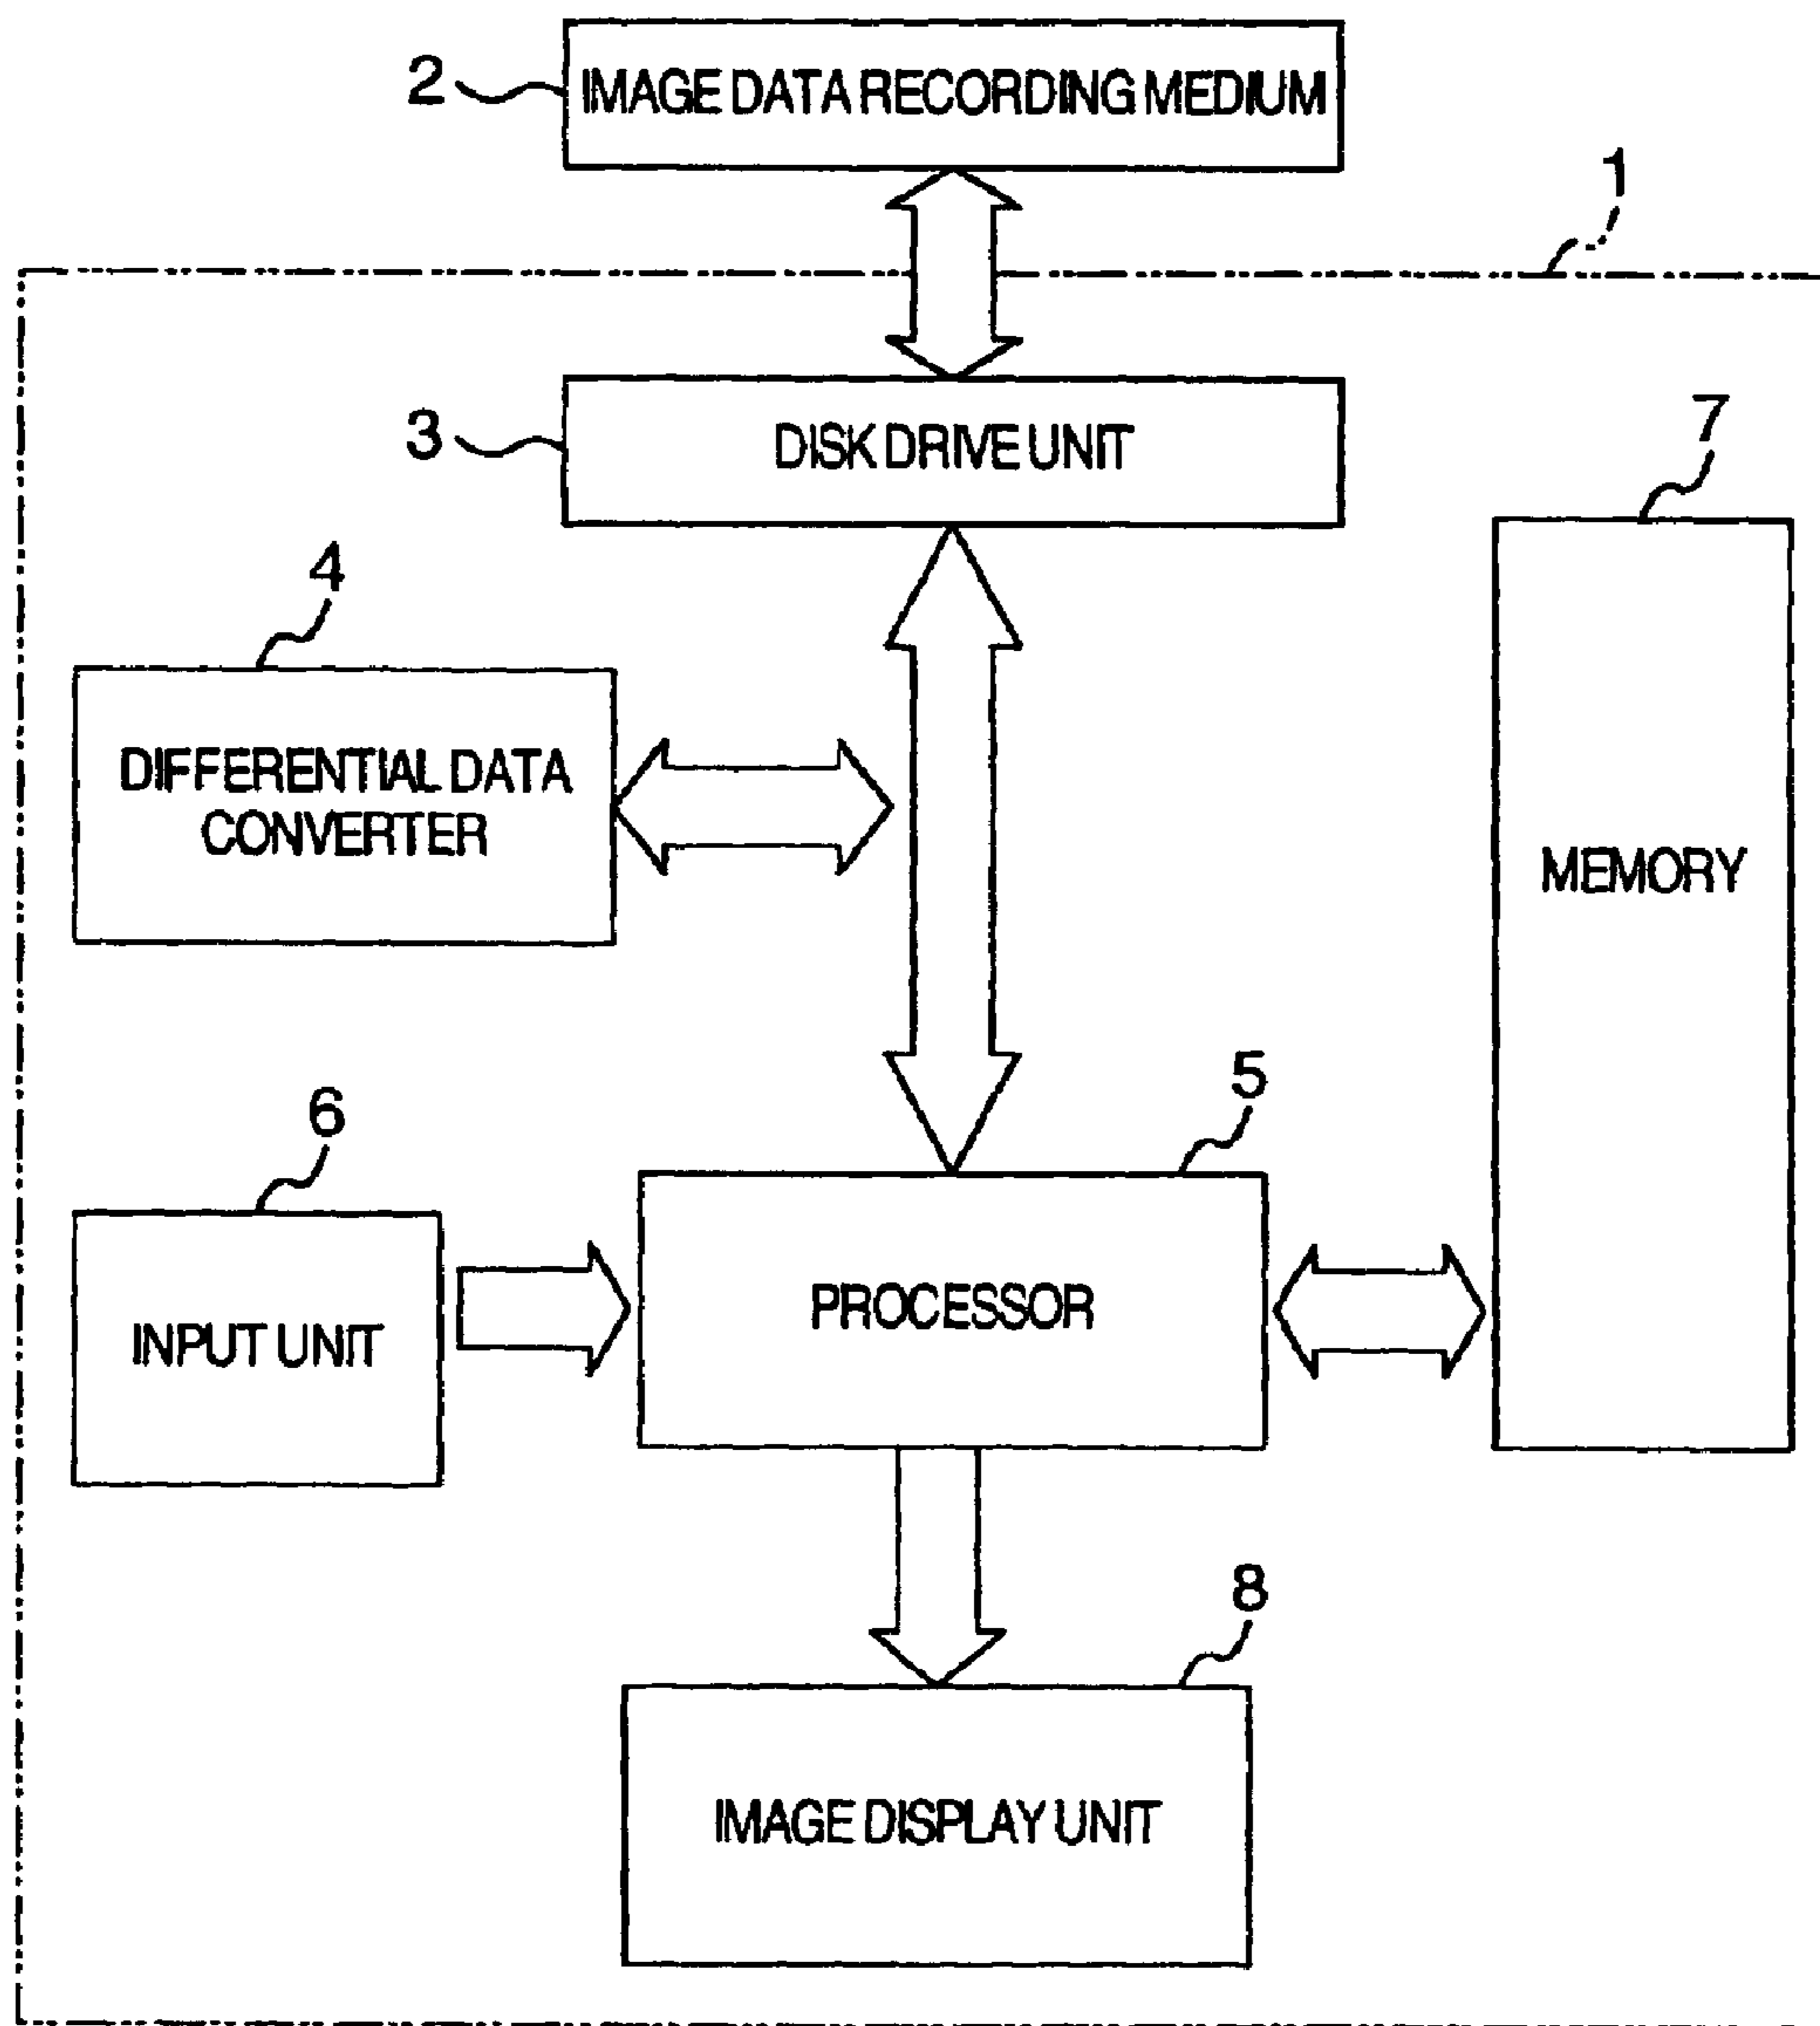 2
IMAGE DATA RECORDING MEDIUM
1
3
DISK DRIVE UNIT
7
4
DIFFERENTIAL DATA
CONVERTER
MEMORY
5
6
PROCESSOR
INPUT UNIT
8
IMAGE DISPLAY UNIT